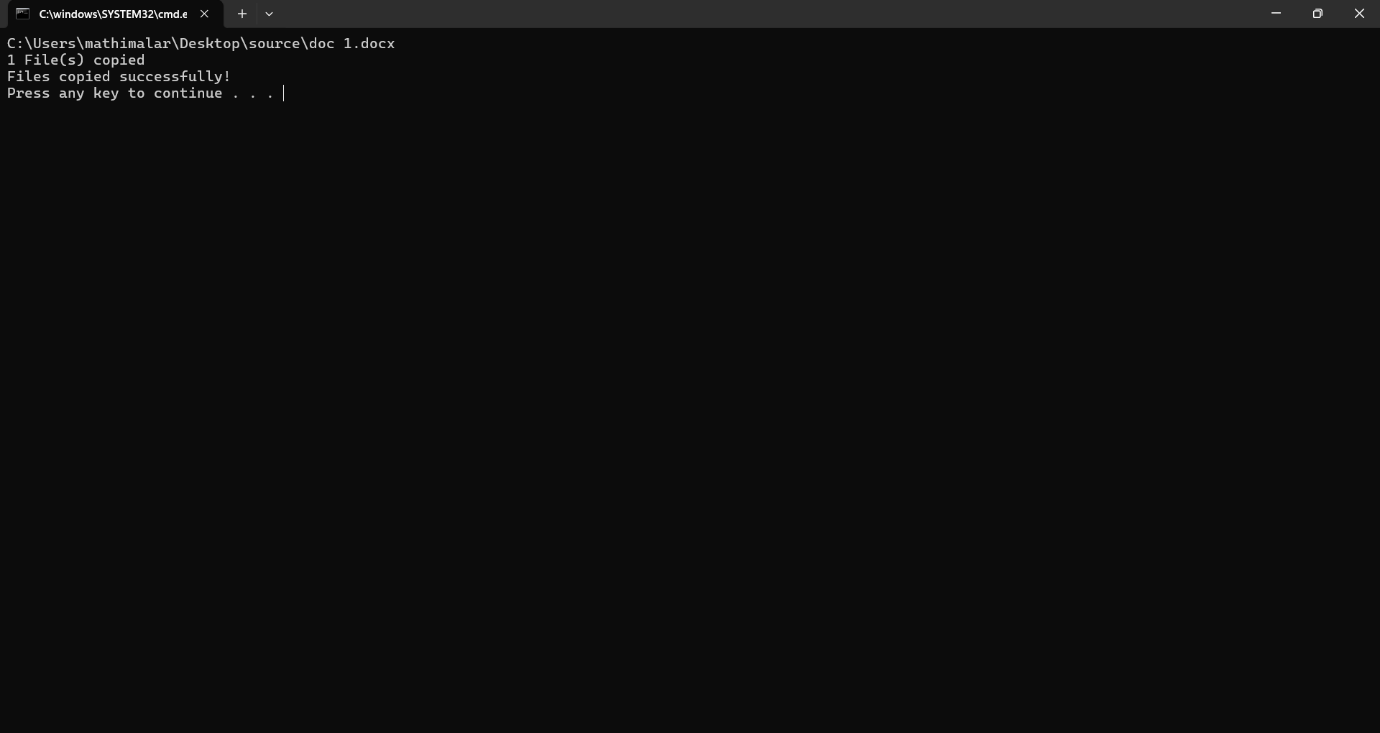 C:\windows\SYSTEM32\cmd.e
C:\Users\mathimalar\Desktop\source\doc 1.docx
1 File(s) copied
Files copied successfully!
Press any key to continue . . .